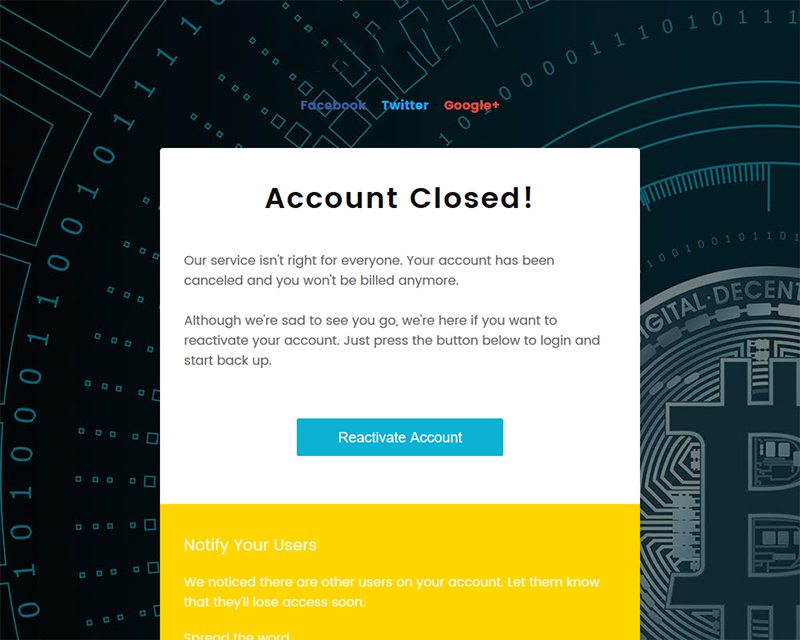 Facebook Twitter Google+
Account Closed!
Our service isn't right for everyone. Your account has been
canceled and you won't be billed anymore.
Although we're sad to see you go, we're here if you want to
reactivate your account. Just press the button below to login and
start back up.
Reactivate Account
Notify Your Users
We noticed there are other users on your account. Let them know
that they'll lose access soon.
Spread the word
DIGITAL·DECENT